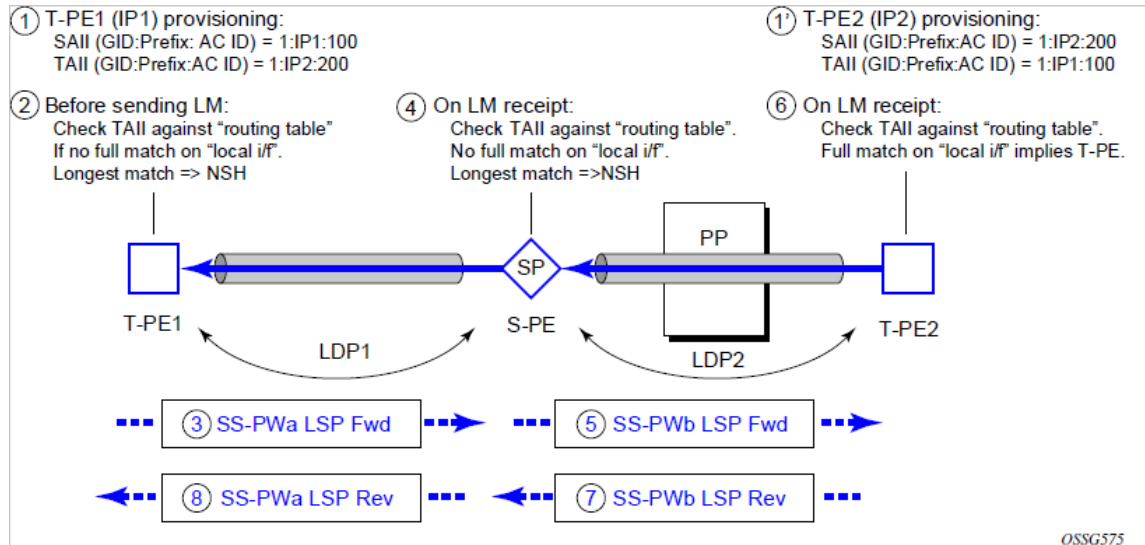 ① T-PE1 (IP1) provisioning:
SAII (GID:Prefix: AC ID) = 1:IP1:100
TAII (GID:Prefix:AC ID) = 1:IP2:200
①' T-PE2 (IP2) provisioning:
SAII (GID:Prefix:AC ID) = 1:IP2:200
TAII (GID:Prefix:AC ID) = 1:IP1:100
② Before sending LM:
Check TAII against “routing table”
If no full match on “local i/f”.
Longest match => NSH
④ On LM receipt:
Check TAII against “routing table”.
No full match on “local i/f”.
Longest match =>NSH
⑥ On LM receipt:
Check TAII against “routing table”.
Full match on “local i/f” implies T-PE.
PP
SP
T-PE1
S-PE
T-PE2
LDP1
LDP2
③ SS-PWa LSP Fwd
⑤ SS-PWb LSP Fwd
⑧ SS-PWa LSP Rev
⑦ SS-PWb LSP Rev
OSSG575